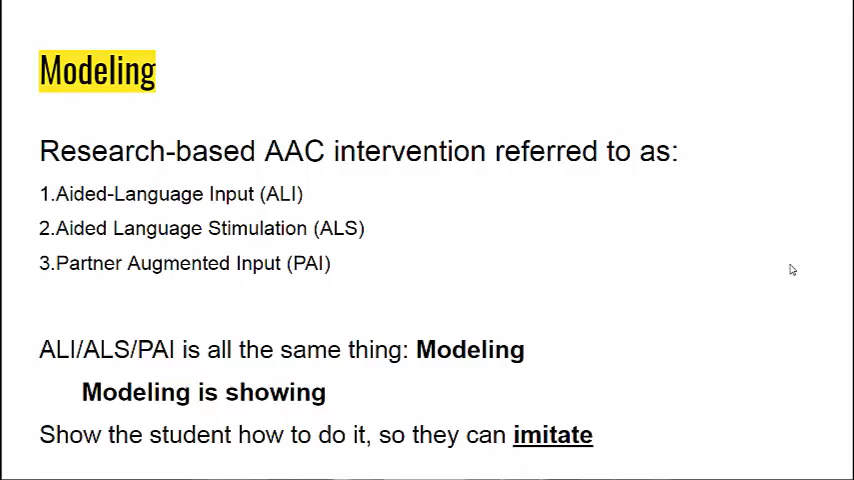 Modeling
Research-based AAC intervention referred to as:
1.Aided-Language Input (ALI)
2.Aided Language Stimulation (ALS)
3.Partner Augmented Input (PAI)
ALI/ALS/PAI is all the same thing: Modeling
Modeling is showing
Show the student how to do it, so they can imitate